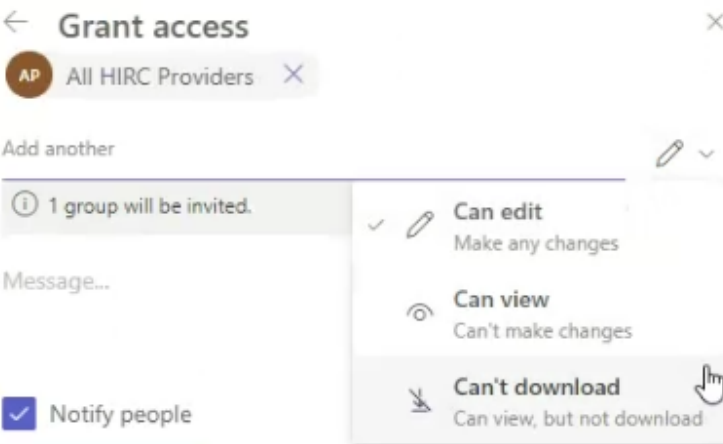 Grant access
AP All HIRC Providers
Add another
1 group will be invited.
Can edit
Make any changes
Message...
Can view
Can't make changes
Can't download
Can view, but not download
Notify people